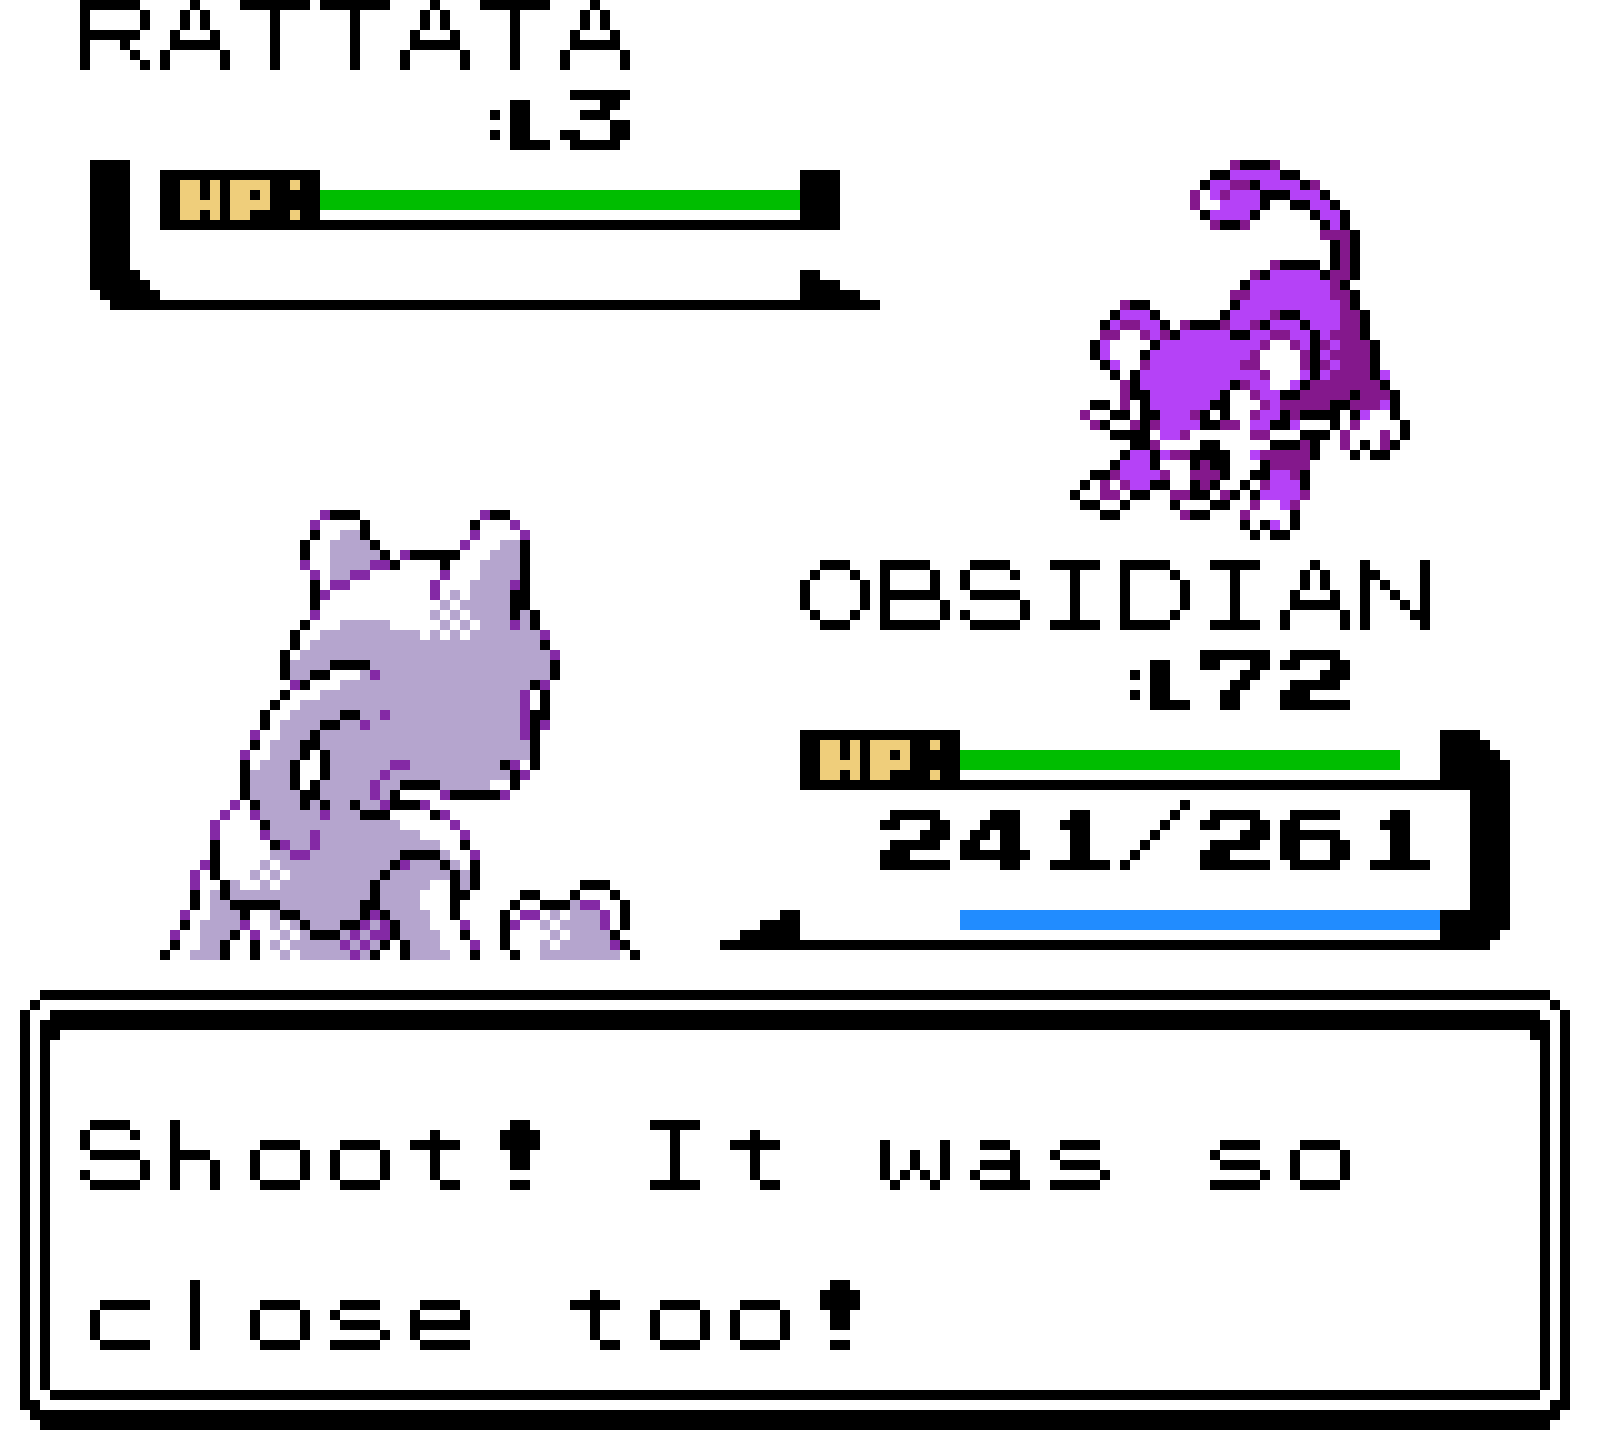 RATTATA
:L3
HP:
OBSIDIAN
:L72
HP:
241/261
Shoot! It was so
close too!